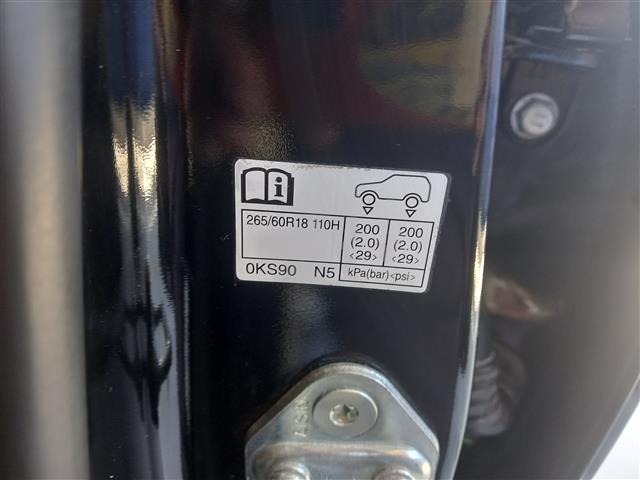 i
265/60R18 110H
200 200
(2.0) (2.0)
<29> <29>
0KS90 N5 kPa(bar)<psi>